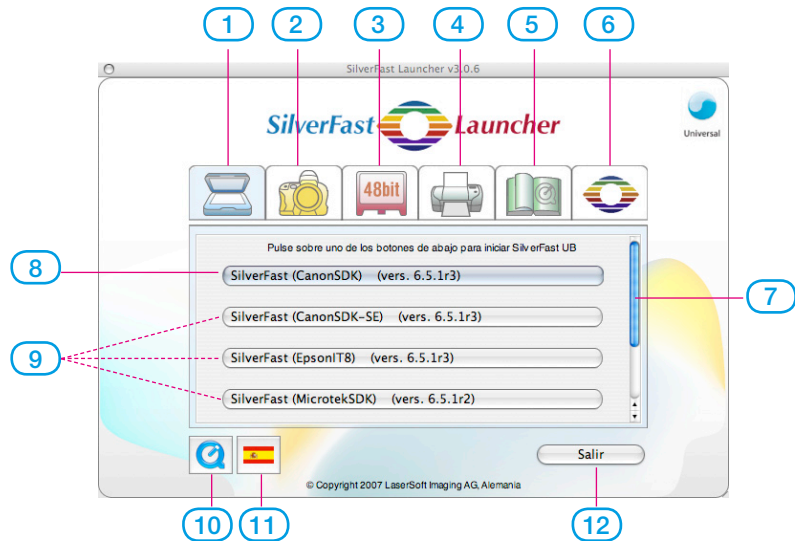 1 2 3 4 5 6
SilverFast Launcher v3.0.6
SilverFast Launcher
Universal
48bit
Pulse sobre uno de los botones de abajo para iniciar SilverFast UB
8
SilverFast (CanonSDK) (vers. 6.5.1r3)
7
SilverFast (CanonSDK-SE) (vers. 6.5.1r3)
9
SilverFast (EpsonIT8) (vers. 6.5.1r3)
SilverFast (MicrotekSDK) (vers. 6.5.1r2)
Salir
© Copyright 2007 LaserSoft Imaging AG, Alemania
10 11 12